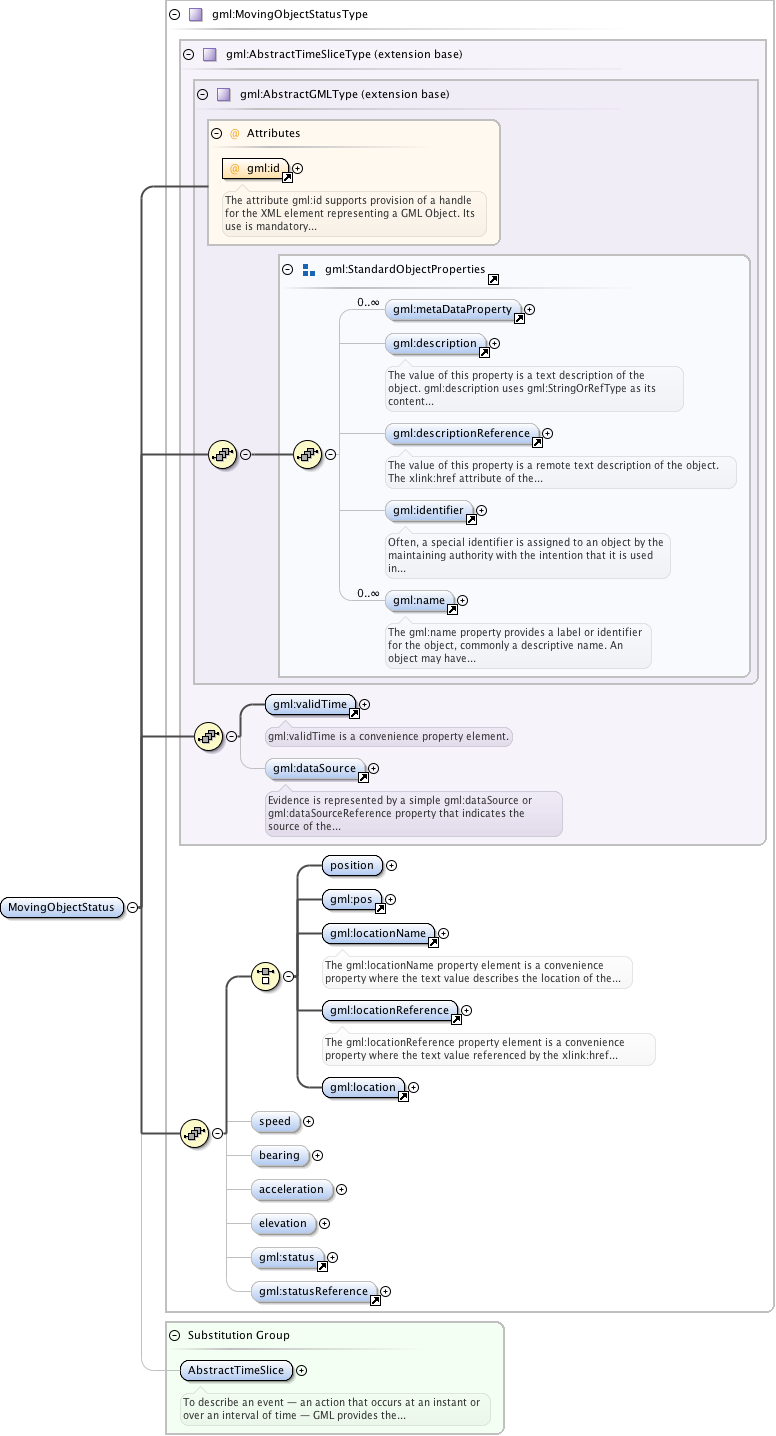 gml:MovingObjectStatusType
gml:AbstractTimeSliceType (extension base)
gml:AbstractGMLType (extension base)
@ Attributes
@ gml:id
The attribute gml:id supports provision of a handle
for the XML element representing a GML Object. Its
use is mandatory...
gml:StandardObjectProperties
0..∞
gml:metaDataProperty
gml:description
The value of this property is a text description of the
object. gml:description uses gml:StringOrRefType as its
content...
gml:descriptionReference
The value of this property is a remote text description of the object.
The xlink:href attribute of the...
gml:identifier
Often, a special identifier is assigned to an object by the
maintaining authority with the intention that it is used
in...
0..∞
gml:name
The gml:name property provides a label or identifier
for the object, commonly a descriptive name. An
object may have...
gml:validTime
gml:validTime is a convenience property element.
gml:dataSource
Evidence is represented by a simple gml:dataSource or
gml:dataSourceReference property that indicates the
source of the...
MovingObjectStatus
position
gml:pos
gml:locationName
The gml:locationName property element is a convenience
property where the text value describes the location of the...
gml:locationReference
The gml:locationReference property element is a convenience
property where the text value referenced by the xlink:href...
gml:location
speed
bearing
acceleration
elevation
gml:status
gml:statusReference
Substitution Group
AbstractTimeSlice
To describe an event — an action that occurs at an instant or
over an interval of time — GML provides the...